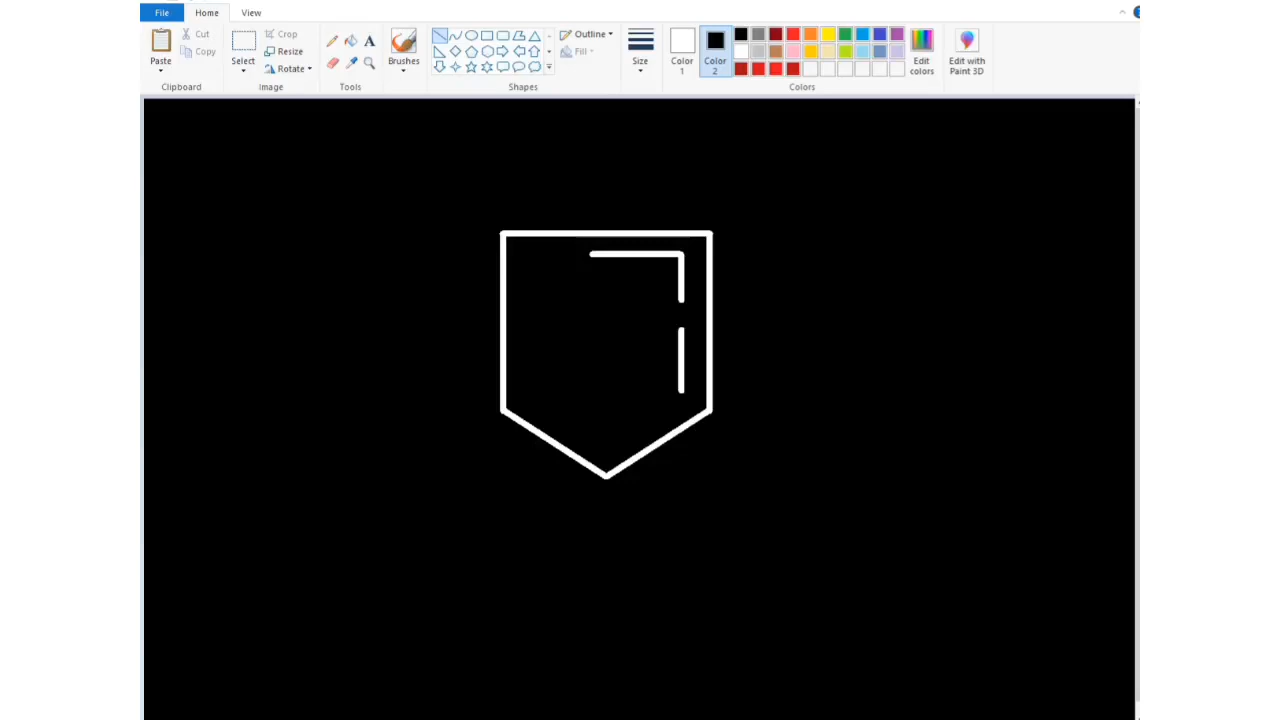 File Home View
Cut
Copy
Paste
Clipboard
Crop
Resize
Rotate
Select
Image
Tools
Brushes
Shapes
Outline
Fill
Size
Color 1
Color 2
Colors
Edit colors
Edit with Paint 3D